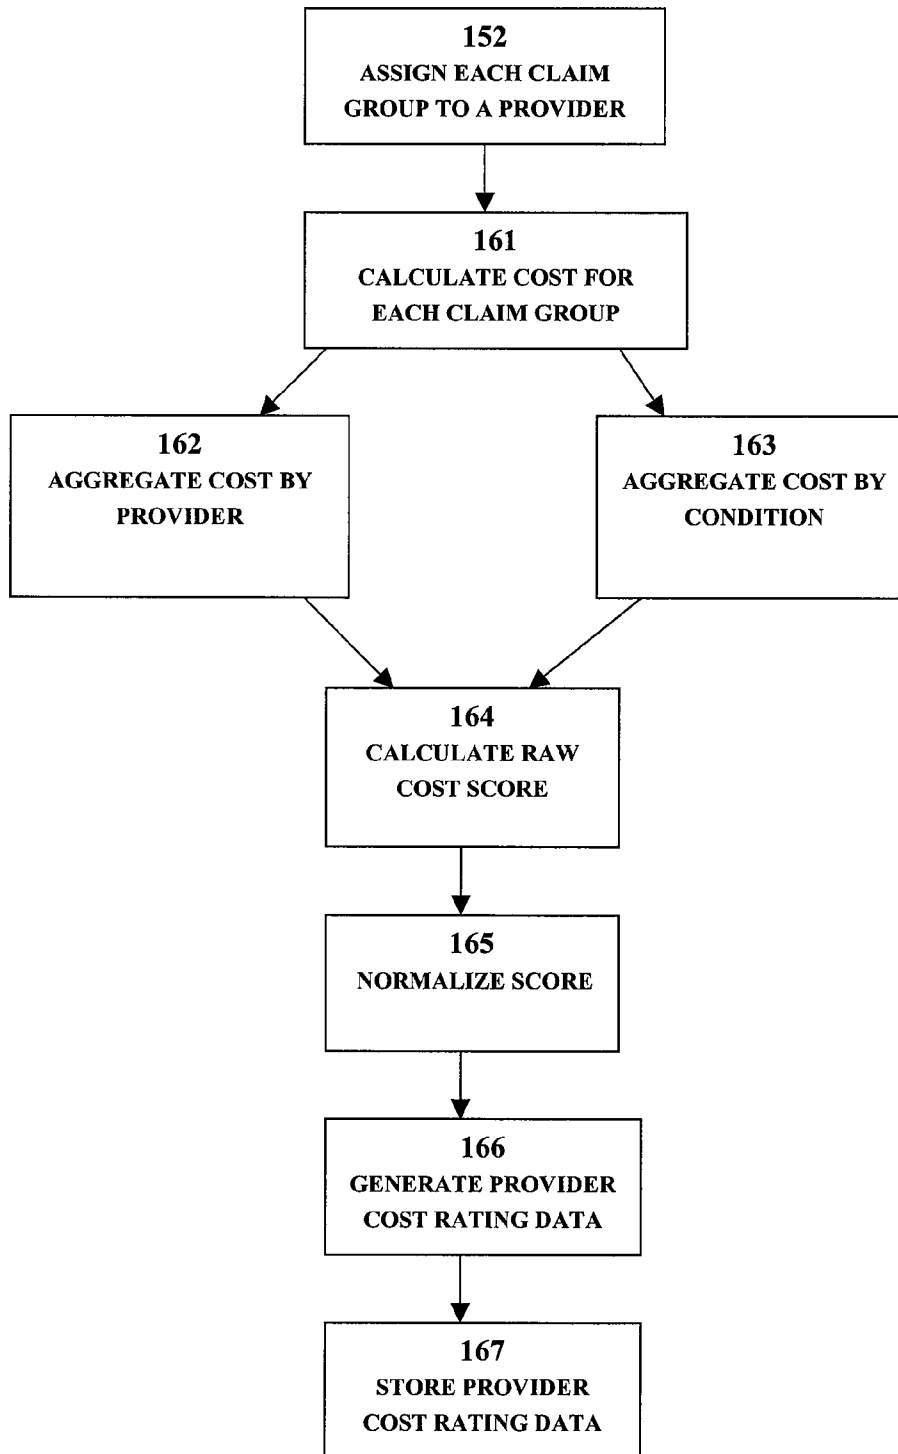 152
ASSIGN EACH CLAIM
GROUP TO A PROVIDER
161
CALCULATE COST FOR
EACH CLAIM GROUP
162
AGGREGATE COST BY
PROVIDER
163
AGGREGATE COST BY
CONDITION
164
CALCULATE RAW
COST SCORE
165
NORMALIZE SCORE
166
GENERATE PROVIDER
COST RATING DATA
167
STORE PROVIDER
COST RATING DATA